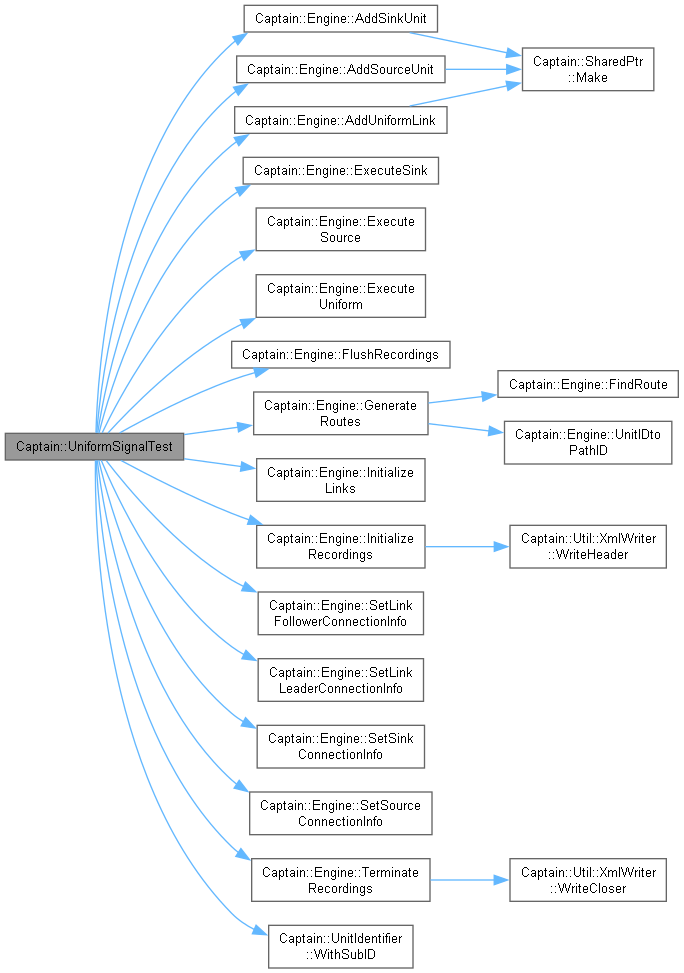 Captain::UniformSignalTest
Captain::Engine::AddSinkUnit
Captain::SharedPtr
::Make
Captain::Engine::AddSourceUnit
Captain::Engine::AddUniformLink
Captain::Engine::ExecuteSink
Captain::Engine::Execute
Source
Captain::Engine::Execute
Uniform
Captain::Engine::FlushRecordings
Captain::Engine::Generate
Routes
Captain::Engine::FindRoute
Captain::Engine::UnitIDto
PathID
Captain::Engine::Initialize
Links
Captain::Engine::Initialize
Recordings
Captain::Util::XmlWriter
::WriteHeader
Captain::Engine::SetLink
FollowerConnectionInfo
Captain::Engine::SetLink
LeaderConnectionInfo
Captain::Engine::SetSink
ConnectionInfo
Captain::Engine::SetSource
ConnectionInfo
Captain::Engine::Terminate
Recordings
Captain::Util::XmlWriter
::WriteCloser
Captain::UnitIdentifier
::WithSubID